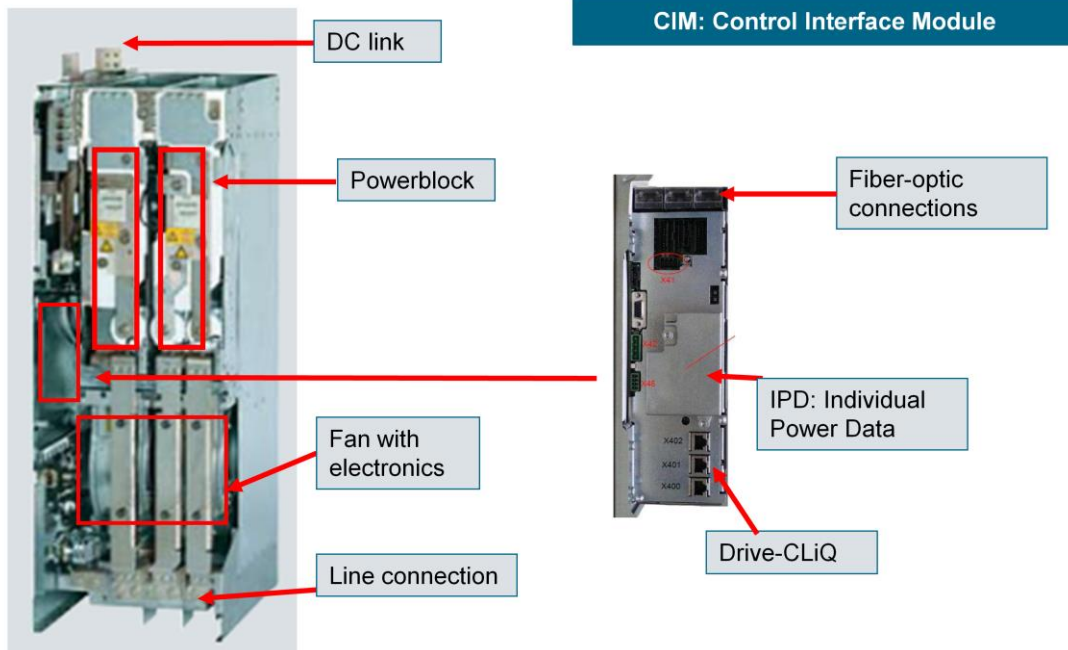 CIM: Control Interface Module
DC link
Powerblock
Fiber-optic
connections
X41
X42
X46
IPD: Individual
Power Data
Fan with
electronics
X402
X401
X400
Drive-CLiQ
Line connection